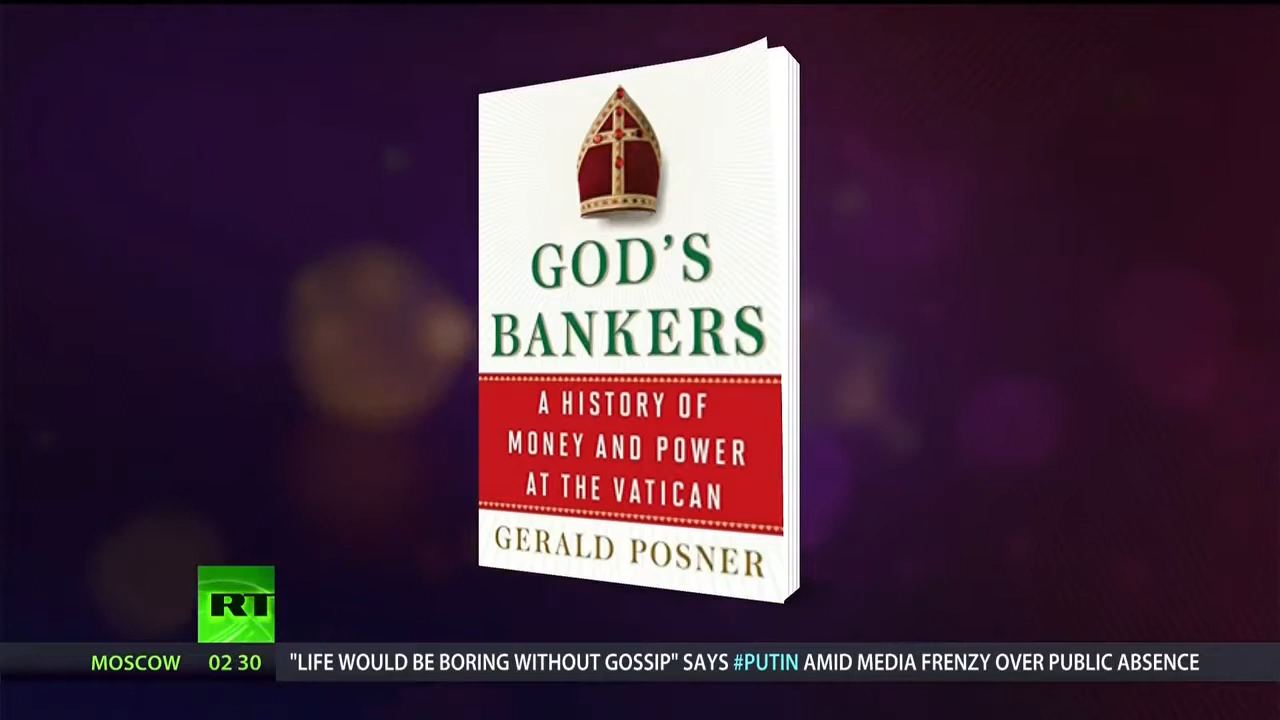 GOD'S
BANKERS
A HISTORY OF
MONEY AND POWER
AT THE VATICAN
GERALD POSNER
RT
MOSCOW 02 30 "LIFE WOULD BE BORING WITHOUT GOSSIP" SAYS #PUTIN AMID MEDIA FRENZY OVER PUBLIC ABSENCE